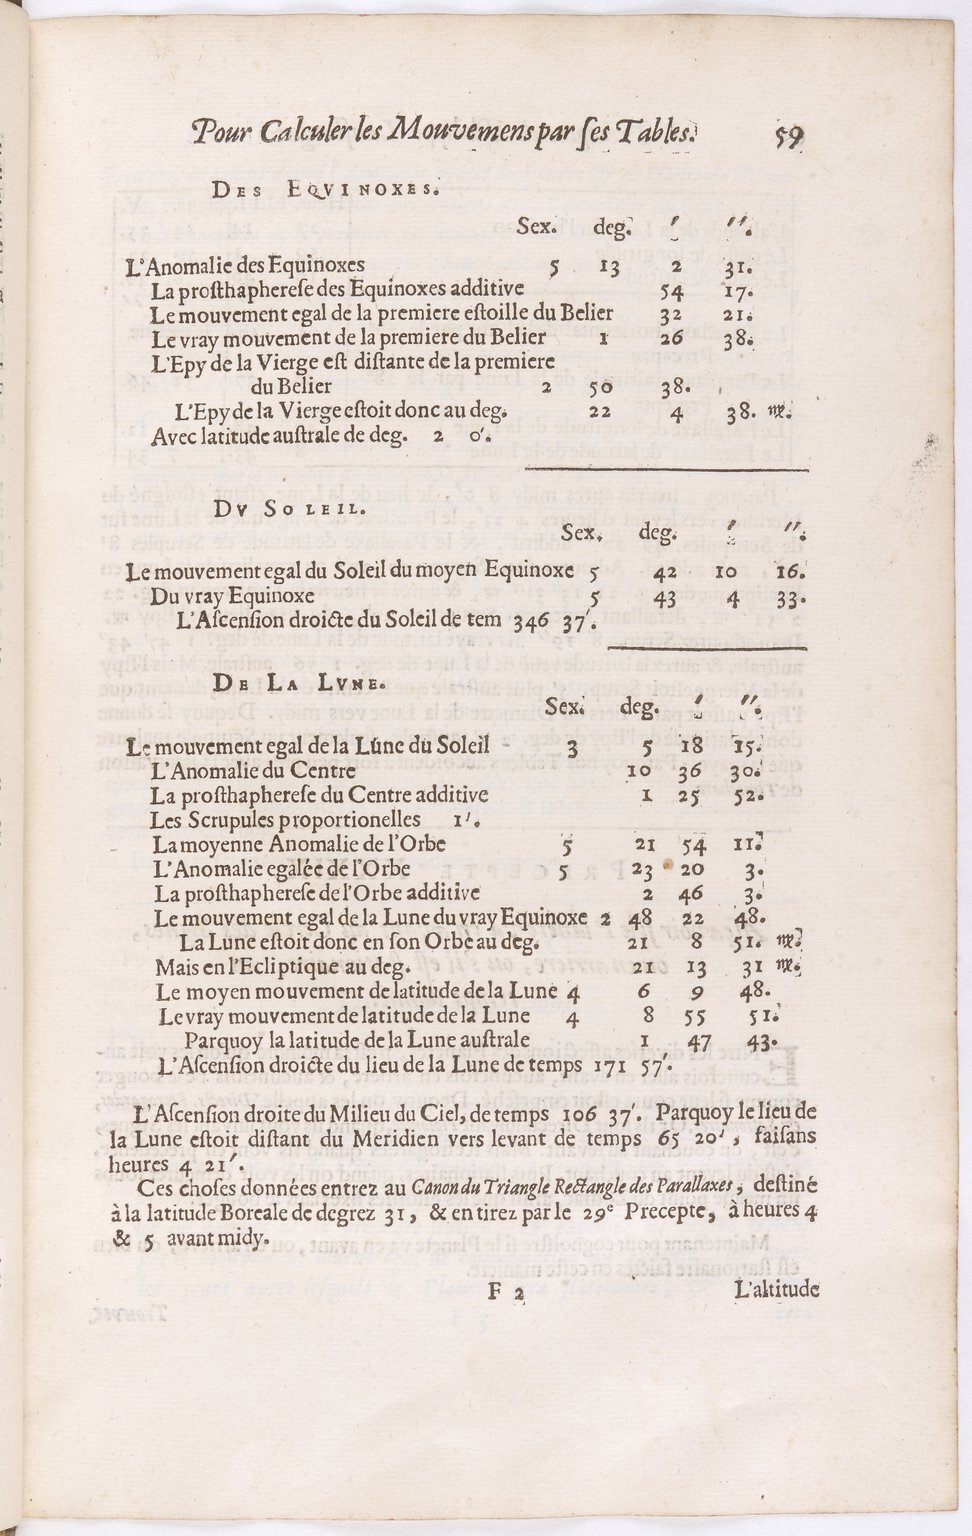 Pour Calculer les Mouvemens par ſes Tables. 59
DES EQVINOXES.
Sex. deg. ′ ′′.
L'Anomalie des Equinoxes 5 13 2 31.
La proſthaphereſe des Equinoxes additive 54 17.
Le mouvement egal de la premiere eſtoille du Belier 32 21.
Le vray mouvement de la premiere du Belier 1 26 38.
L'Epy de la Vierge eſt diſtante de la premiere
du Belier 2 50 38.
L'Epy de la Vierge eſtoit donc au deg. 22 4 38. ♍.
Avec latitude auſtrale de deg. 2 0′.
DV SOLEIL.
Sex. deg. ′ ′′.
Le mouvement egal du Soleil du moyen Equinoxe 5 42 10 16.
Du vray Equinoxe 5 43 4 33.
L'Aſcenſion droicte du Soleil de tem 346 37′.
DE LA LVNE.
Sex. deg. ′ ′′.
Le mouvement egal de la Lune du Soleil 3 5 18 15.
L'Anomalie du Centre 10 36 30.
La proſthaphereſe du Centre additive 1 25 52.
Les Scrupules proportionelles 1′.
La moyenne Anomalie de l'Orbe 5 21 54 11.
L'Anomalie egalée de l'Orbe 5 23 20 3.
La proſthaphereſe de l'Orbe additive 2 46 3.
Le mouvement egal de la Lune du vray Equinoxe 2 48 22 48.
La Lune eſtoit donc en ſon Orbe au deg. 21 8 51. ♍.
Mais en l'Ecliptique au deg. 21 13 31 ♍.
Le moyen mouvement de latitude de la Lune 4 6 9 48.
Le vray mouvement de latitude de la Lune 4 8 55 51.
Parquoy la latitude de la Lune auſtrale 1 47 43.
L'Aſcenſion droicte du lieu de la Lune de temps 171 57′.
L'Aſcenſion droite du Milieu du Ciel, de temps 106 37′. Parquoy le lieu de
la Lune eſtoit diſtant du Meridien vers levant de temps 65 20′, faiſans
heures 4 21′.
Ces choſes données entrez au Canon du Triangle Rectangle des Parallaxes, deſtiné
à la latitude Boreale de degrez 31, & en tirez par le 29e Precepte, à heures 4
& 5 avant midy.
F 2 L'altitude